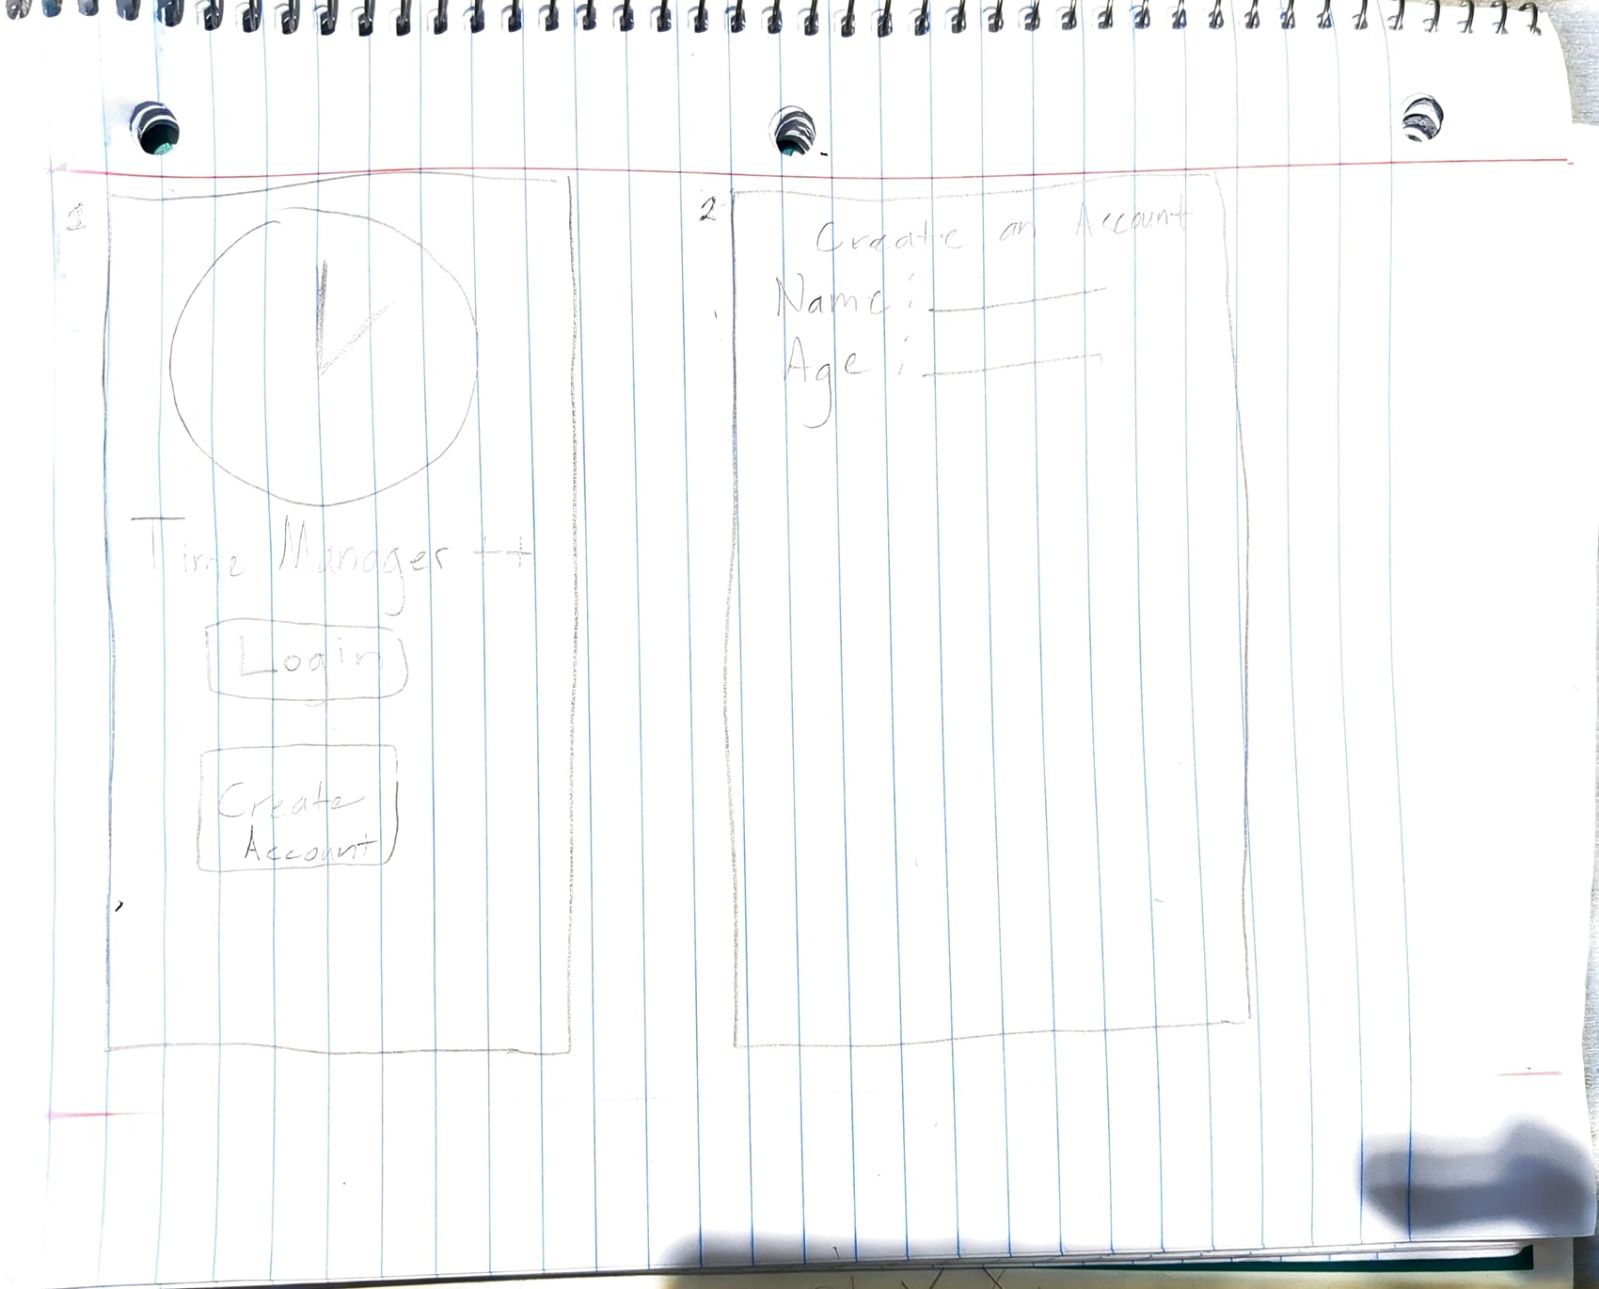 1
Time Manager ++
Login
Create
Account
2
Create an Account
Name:
Age: